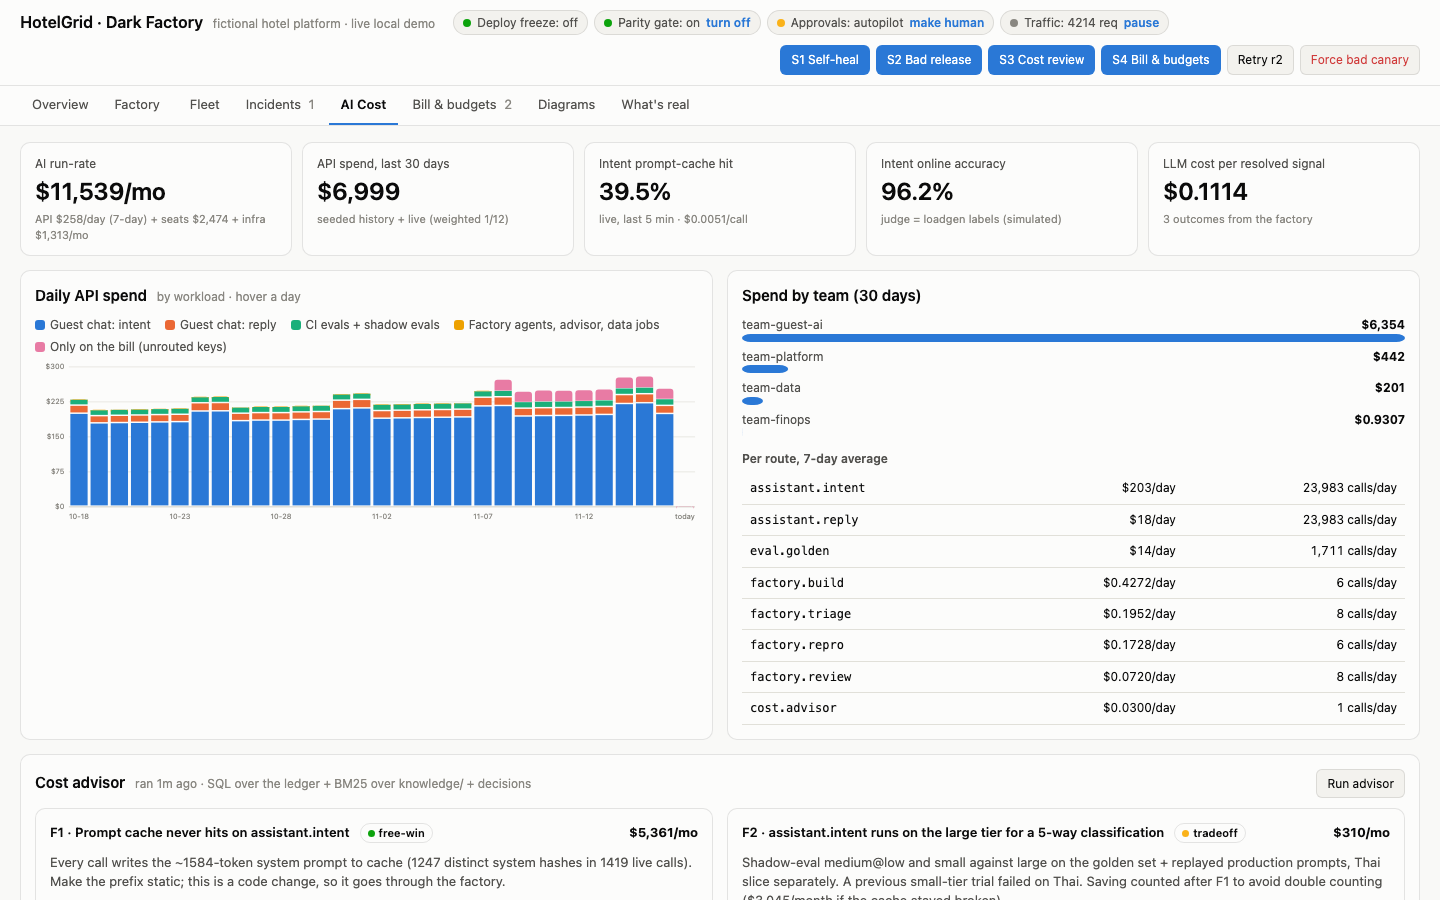 HotelGrid · Dark Factory fictional hotel platform · live local demo
Deploy freeze: off
Parity gate: on turn off
Approvals: autopilot make human
Traffic: 4214 req pause
S1 Self-heal
S2 Bad release
S3 Cost review
S4 Bill & budgets
Retry r2
Force bad canary
Overview
Factory
Fleet
Incidents 1
AI Cost
Bill & budgets 2
Diagrams
What's real
AI run-rate
$11,539/mo
API $258/day (7-day) + seats $2,474 + infra
$1,313/mo
API spend, last 30 days
$6,999
seeded history + live (weighted 1/12)
Intent prompt-cache hit
39.5%
live, last 5 min · $0.0051/call
Intent online accuracy
96.2%
judge = loadgen labels (simulated)
LLM cost per resolved signal
$0.1114
3 outcomes from the factory
Daily API spend by workload · hover a day
Guest chat: intent
Guest chat: reply
CI evals + shadow evals
Factory agents, advisor, data jobs
Only on the bill (unrouted keys)
$300
$225
$150
$75
$0
10-18
10-23
10-28
11-02
11-07
11-12
today
Spend by team (30 days)
team-guest-ai $6,354
team-platform $442
team-data $201
team-finops $0.9307
Per route, 7-day average
assistant.intent $203/day 23,983 calls/day
assistant.reply $18/day 23,983 calls/day
eval.golden $14/day 1,711 calls/day
factory.build $0.4272/day 6 calls/day
factory.triage $0.1952/day 8 calls/day
factory.repro $0.1728/day 6 calls/day
factory.review $0.0720/day 8 calls/day
cost.advisor $0.0300/day 1 calls/day
Cost advisor ran 1m ago · SQL over the ledger + BM25 over knowledge/ + decisions
Run advisor
F1 · Prompt cache never hits on assistant.intent free-win $5,361/mo
Every call writes the ~1584-token system prompt to cache (1247 distinct system hashes in 1419 live calls).
Make the prefix static; this is a code change, so it goes through the factory.
F2 · assistant.intent runs on the large tier for a 5-way classification tradeoff $310/mo
Shadow-eval medium@low and small against large on the golden set + replayed production prompts, Thai
slice separately. A previous small-tier trial failed on Thai. Saving counted after F1 to avoid double counting
($3,045/month if the cache stayed broken)